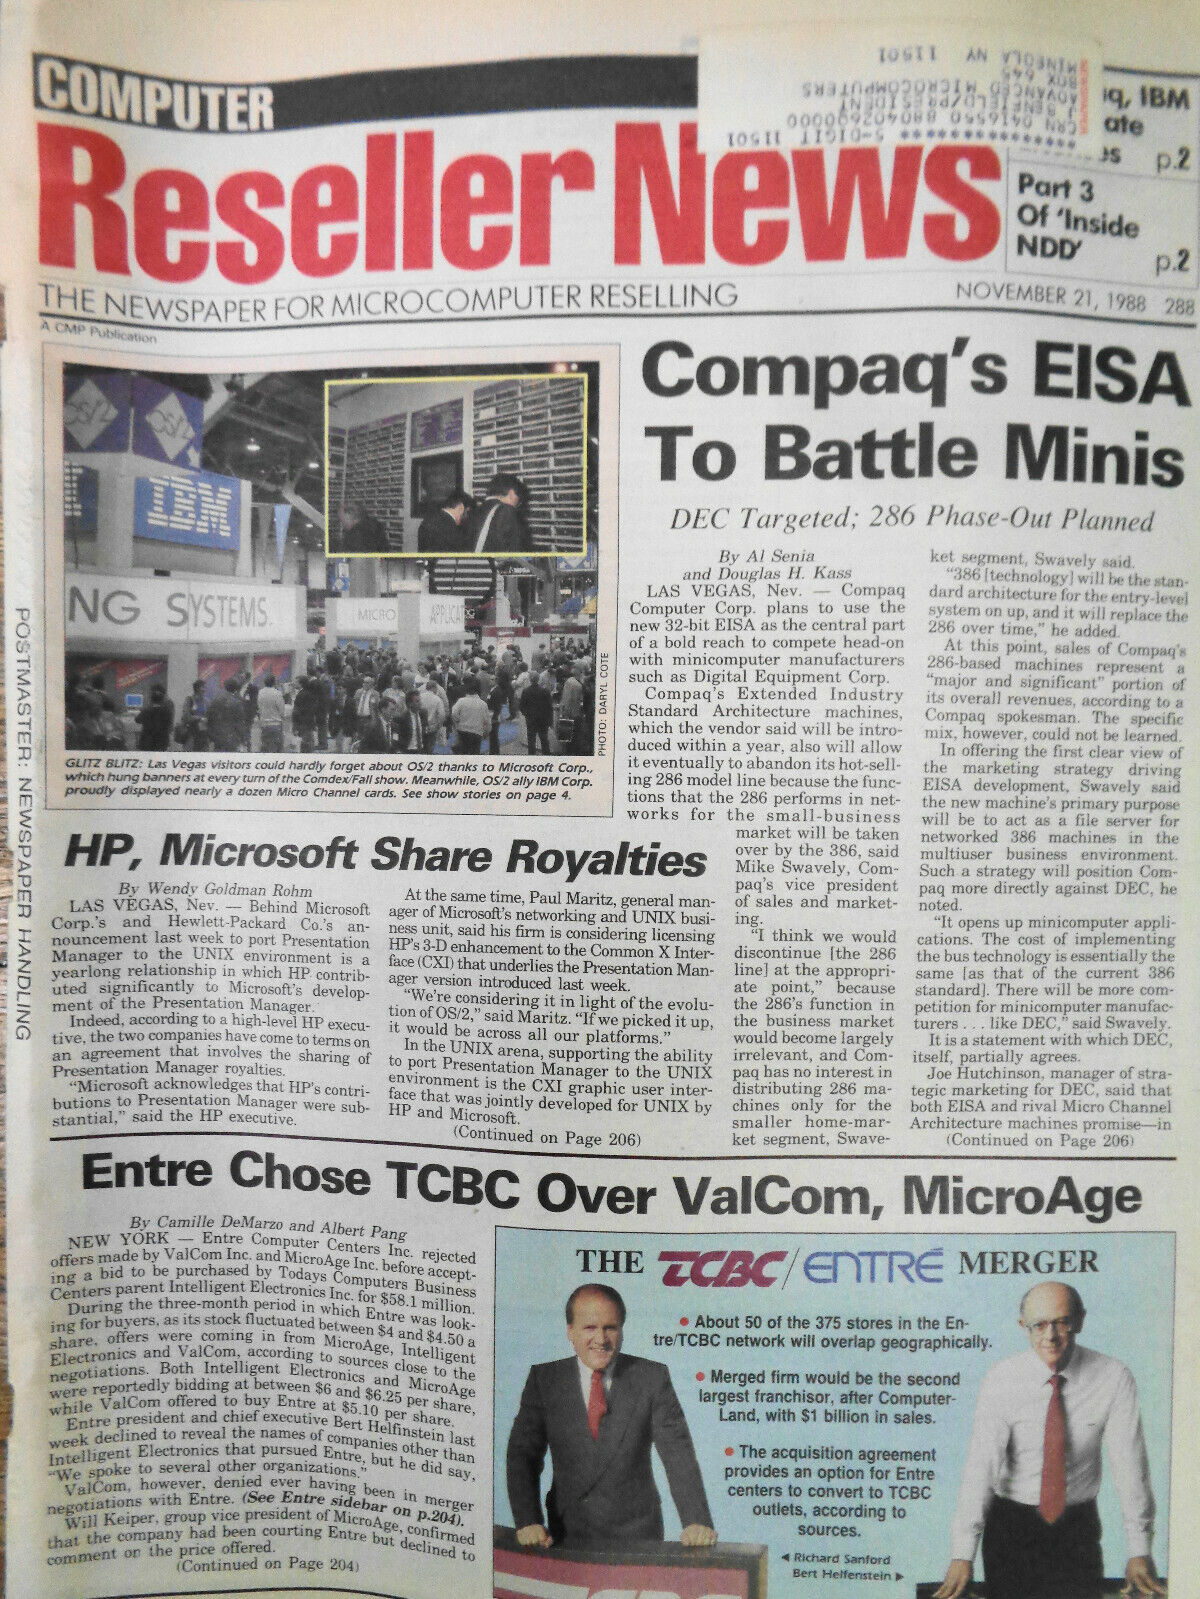 COMPUTER
Reseller News
THE NEWSPAPER FOR MICROCOMPUTER RESELLING
NOVEMBER 21, 1988 288
A CMP Publication
***************** 5-DIGIT 11501
CRN 0416550 880402600000
J RENFIELD/PRESIDENT
ADVANCED MICROCOMPUTERS
BOX 645
MINEOLA NY 11501
q, IBM
ate
es p.2
Part 3
Of 'Inside
NDD'
p.2
POSTMASTER: NEWSPAPER HANDLING
IBM
NG SYSTEMS
MICRO
PHOTO: DARYL COTE
GLITZ BLITZ: Las Vegas visitors could hardly forget about OS/2 thanks to Microsoft Corp.,
which hung banners at every turn of the Comdex/Fall show. Meanwhile, OS/2 ally IBM Corp.
proudly displayed nearly a dozen Micro Channel cards. See show stories on page 4.
Compaq's EISA
To Battle Minis
DEC Targeted; 286 Phase-Out Planned
By Al Senia
and Douglas H. Kass
LAS VEGAS, Nev. — Compaq
Computer Corp. plans to use the
new 32-bit EISA as the central part
of a bold reach to compete head-on
with minicomputer manufacturers
such as Digital Equipment Corp.
Compaq's Extended Industry
Standard Architecture machines,
which the vendor said will be intro-
duced within a year, also will allow
it eventually to abandon its hot-sell-
ing 286 model line because the func-
tions that the 286 performs in net-
works for the small-business
market will be taken
over by the 386, said
Mike Swavely, Com-
paq's vice president
of sales and market-
ing.
"I think we would
discontinue [the 286
line] at the appropri-
ate point," because
the 286's function in
the business market
would become largely
irrelevant, and Com-
paq has no interest in
distributing 286 ma-
chines only for the
smaller home-mar-
ket segment, Swave-
ket segment, Swavely said.
"386 [technology] will be the stan-
dard architecture for the entry-level
system on up, and it will replace the
286 over time," he added.
At this point, sales of Compaq's
286-based machines represent a
"major and significant" portion of
its overall revenues, according to a
Compaq spokesman. The specific
mix, however, could not be learned.
In offering the first clear view of
the marketing strategy driving
EISA development, Swavely said
the new machine's primary purpose
will be to act as a file server for
networked 386 machines in the
multiuser business environment.
Such a strategy will position Com-
paq more directly against DEC, he
noted.
"It opens up minicomputer appli-
cations. The cost of implementing
the bus technology is essentially the
same [as that of the current 386
standard]. There will be more com-
petition for minicomputer manufac-
turers . . . like DEC," said Swavely.
It is a statement with which DEC,
itself, partially agrees.
Joe Hutchinson, manager of stra-
tegic marketing for DEC, said that
both EISA and rival Micro Channel
Architecture machines promise—in
(Continued on Page 206)
HP, Microsoft Share Royalties
By Wendy Goldman Rohm
LAS VEGAS, Nev. — Behind Microsoft
Corp.'s and Hewlett-Packard Co.'s an-
nouncement last week to port Presentation
Manager to the UNIX environment is a
yearlong relationship in which HP contrib-
uted significantly to Microsoft's develop-
ment of the Presentation Manager.
Indeed, according to a high-level HP execu-
tive, the two companies have come to terms on
an agreement that involves the sharing of
Presentation Manager royalties.
"Microsoft acknowledges that HP's contri-
butions to Presentation Manager were sub-
stantial," said the HP executive.
At the same time, Paul Maritz, general man-
ager of Microsoft's networking and UNIX busi-
ness unit, said his firm is considering licensing
HP's 3-D enhancement to the Common X Inter-
face (CXI) that underlies the Presentation Man-
ager version introduced last week.
"We're considering it in light of the evolu-
tion of OS/2," said Maritz. "If we picked it up,
it would be across all our platforms."
In the UNIX arena, supporting the ability
to port Presentation Manager to the UNIX
environment is the CXI graphic user inter-
face that was jointly developed for UNIX by
HP and Microsoft.
(Continued on Page 206)
Entre Chose TCBC Over ValCom, MicroAge
By Camille DeMarzo and Albert Pang
NEW YORK — Entre Computer Centers Inc. rejected
offers made by ValCom Inc. and MicroAge Inc. before accept-
ing a bid to be purchased by Todays Computers Business
Centers parent Intelligent Electronics Inc. for $58.1 million.
During the three-month period in which Entre was look-
ing for buyers, as its stock fluctuated between $4 and $4.50 a
share, offers were coming in from MicroAge, Intelligent
Electronics and ValCom, according to sources close to the
negotiations. Both Intelligent Electronics and MicroAge
were reportedly bidding at between $6 and $6.25 per share,
while ValCom offered to buy Entre at $5.10 per share.
Entre president and chief executive Bert Helfinstein last
week declined to reveal the names of companies other than
Intelligent Electronics that pursued Entre, but he did say,
"We spoke to several other organizations."
ValCom, however, denied ever having been in merger
negotiations with Entre. (See Entre sidebar on p.204).
Will Keiper, group vice president of MicroAge, confirmed
that the company had been courting Entre but declined to
comment on the price offered.
(Continued on Page 204)
THE TCBC/ENTRÉ MERGER
• About 50 of the 375 stores in the En-
tre/TCBC network will overlap geographically.
• Merged firm would be the second
largest franchisor, after Computer-
Land, with $1 billion in sales.
• The acquisition agreement
provides an option for Entre
centers to convert to TCBC
outlets, according to
sources.
◄ Richard Sanford
Bert Helfenstein ►